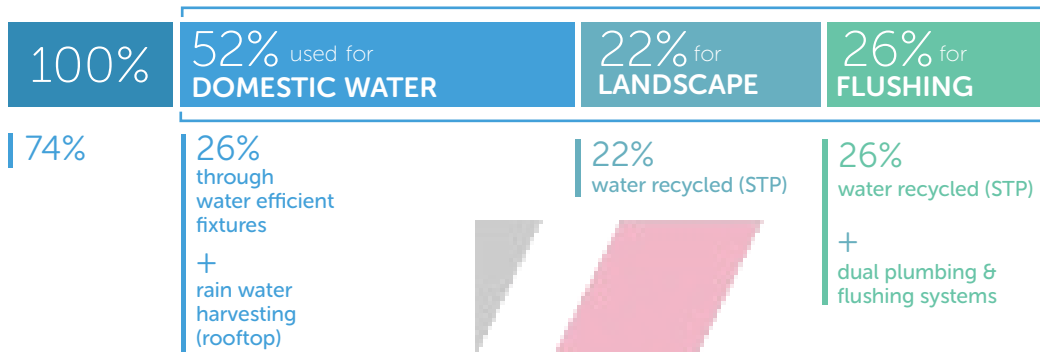 100%
52% used for
DOMESTIC WATER
22% for
LANDSCAPE
26% for
FLUSHING
74%
26%
through
water efficient
fixtures
+
rain water
harvesting
(rooftop)
22%
water recycled (STP)
26%
water recycled (STP)
+
dual plumbing &
flushing systems